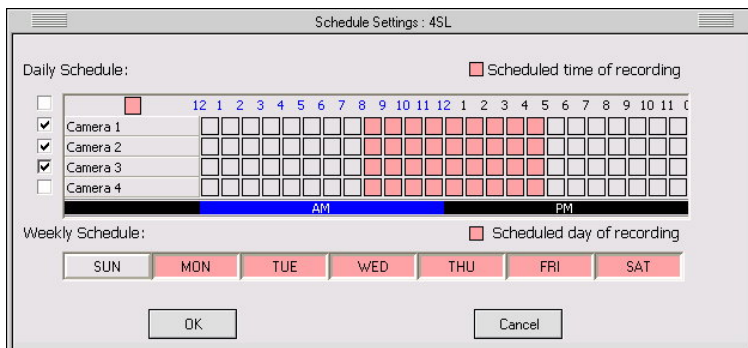 Schedule Settings : 4SL
Daily Schedule: Scheduled time of recording
12 1 2 3 4 5 6 7 8 9 10 11 12 1 2 3 4 5 6 7 8 9 10 11
Camera 1
Camera 2
Camera 3
Camera 4
AM PM
Weekly Schedule: Scheduled day of recording
SUN MON TUE WED THU FRI SAT
OK Cancel